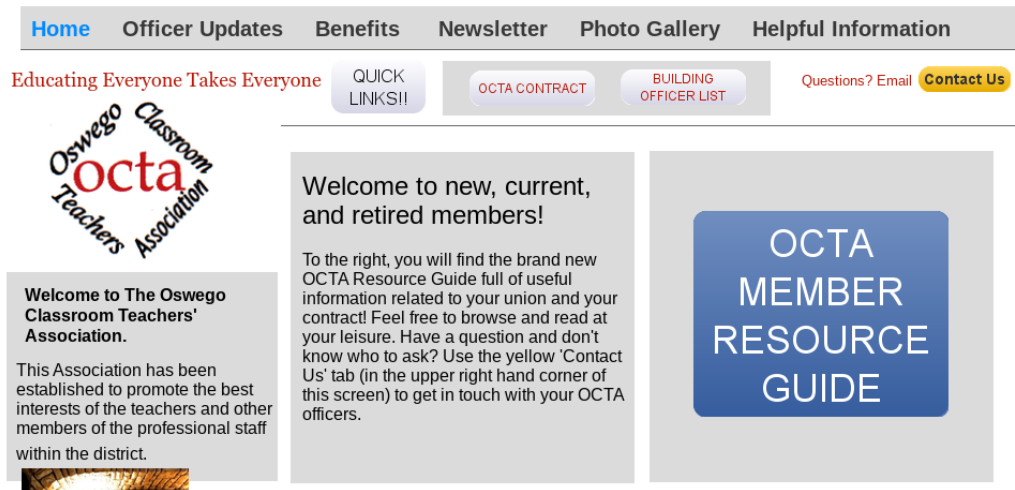 Home Officer Updates Benefits Newsletter Photo Gallery Helpful Information
Educating Everyone Takes Everyone
QUICK
LINKS!!
OCTA CONTRACT
BUILDING
OFFICER LIST
Questions? Email
Contact Us
Oswego Classroom
octa
Teachers Association
Welcome to The Oswego
Classroom Teachers'
Association.
This Association has been
established to promote the best
interests of the teachers and other
members of the professional staff
within the district.
Welcome to new, current,
and retired members!
To the right, you will find the brand new
OCTA Resource Guide full of useful
information related to your union and your
contract! Feel free to browse and read at
your leisure. Have a question and don't
know who to ask? Use the yellow 'Contact
Us' tab (in the upper right hand corner of
this screen) to get in touch with your OCTA
officers.
OCTA
MEMBER
RESOURCE
GUIDE